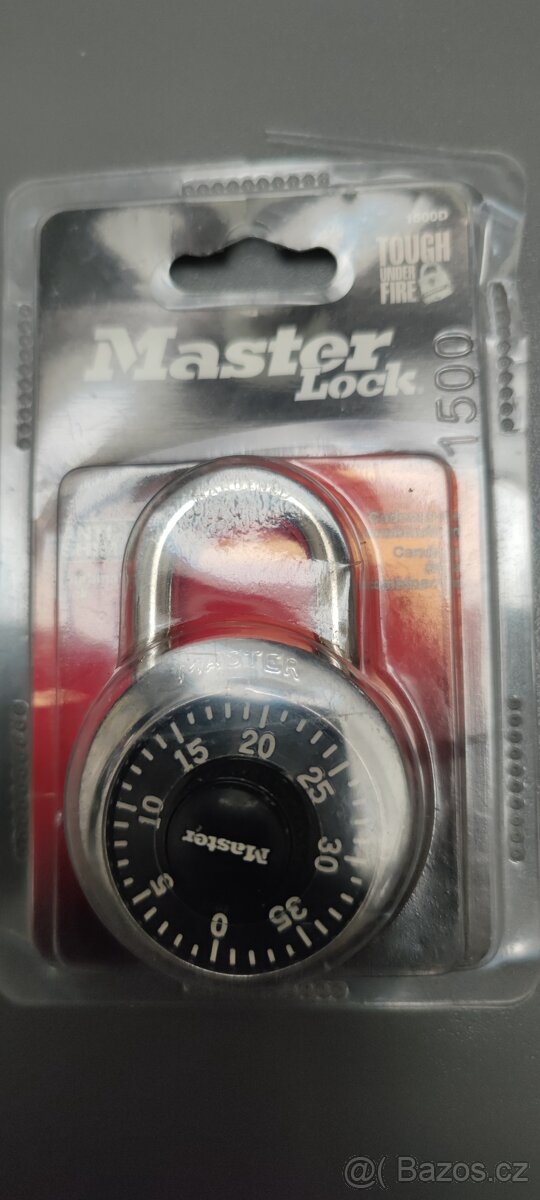 1500D
TOUGH
UNDER
FIRE
Master
Lock
1500
MASTER
20
15
25
10
30
5
35
0
Master
@( Bazos.cz